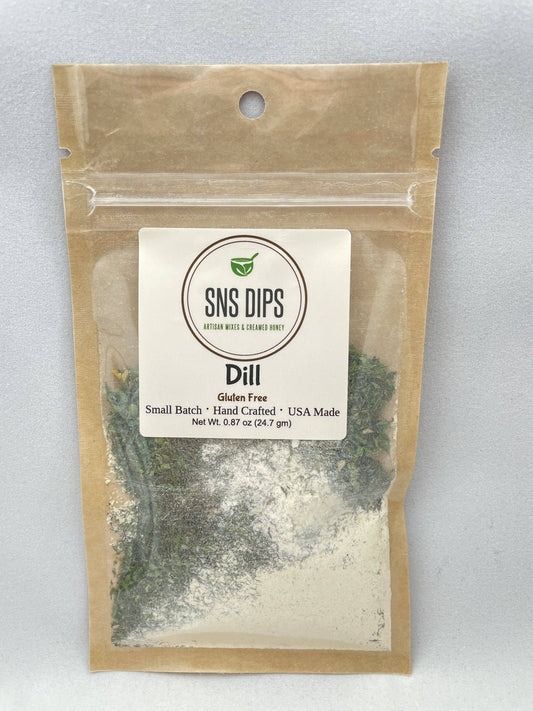 SNS DIPS
ARTISAN MIXES & CREAMED HONEY
Dill
Gluten Free
Small Batch · Hand Crafted · USA Made
Net Wt. 0.87 oz (24.7 gm)